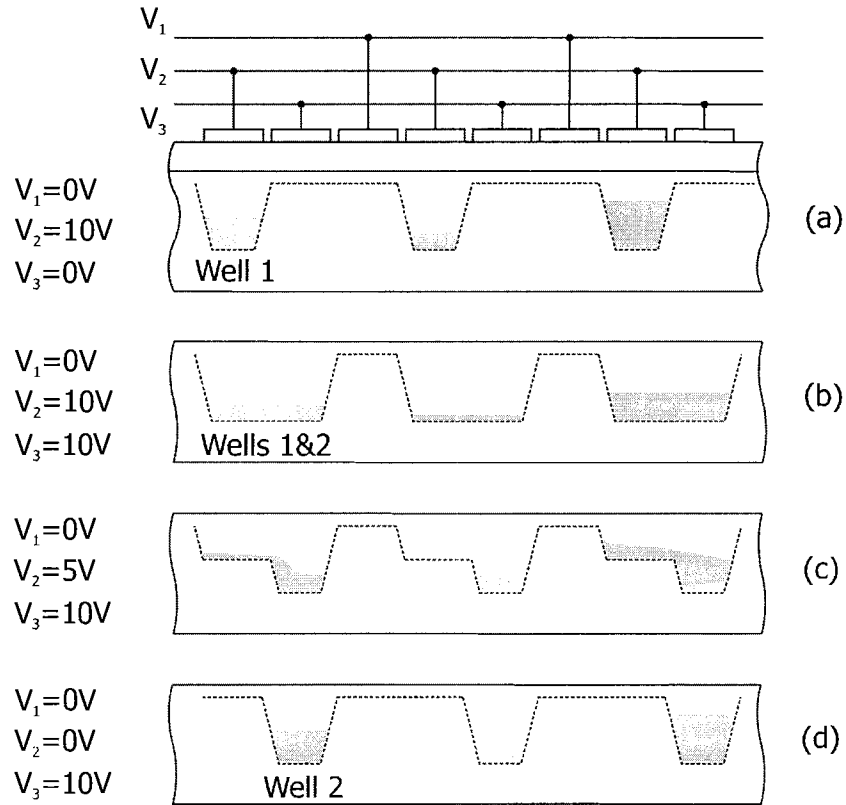 V₁
V₂
V₃
V₁=0V
V₂=10V
V₃=0V
Well 1
(a)
V₁=0V
V₂=10V
V₃=10V
Wells 1&2
(b)
V₁=0V
V₂=5V
V₃=10V
(c)
V₁=0V
V₂=0V
V₃=10V
Well 2
(d)